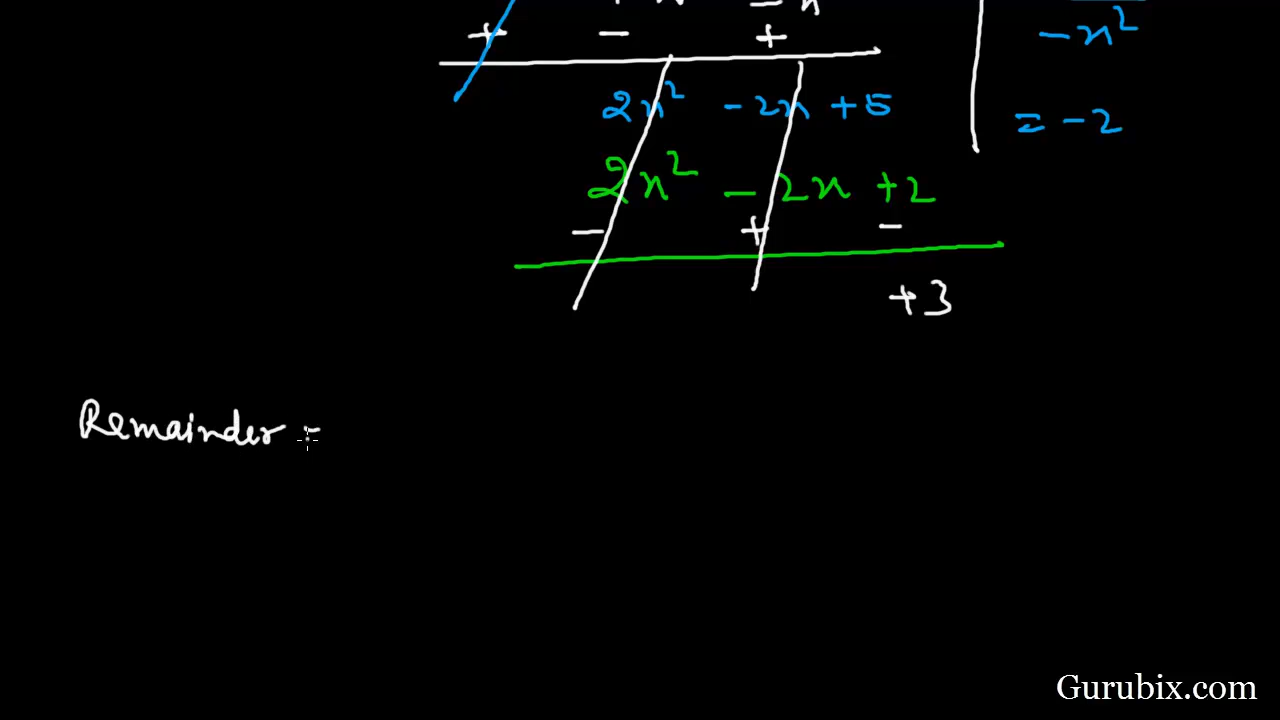 + − +
− x²
2x² − 2x + 5
= − 2
2x² − 2x + 2
− + −
+ 3
Remainder =
Gurubix.com